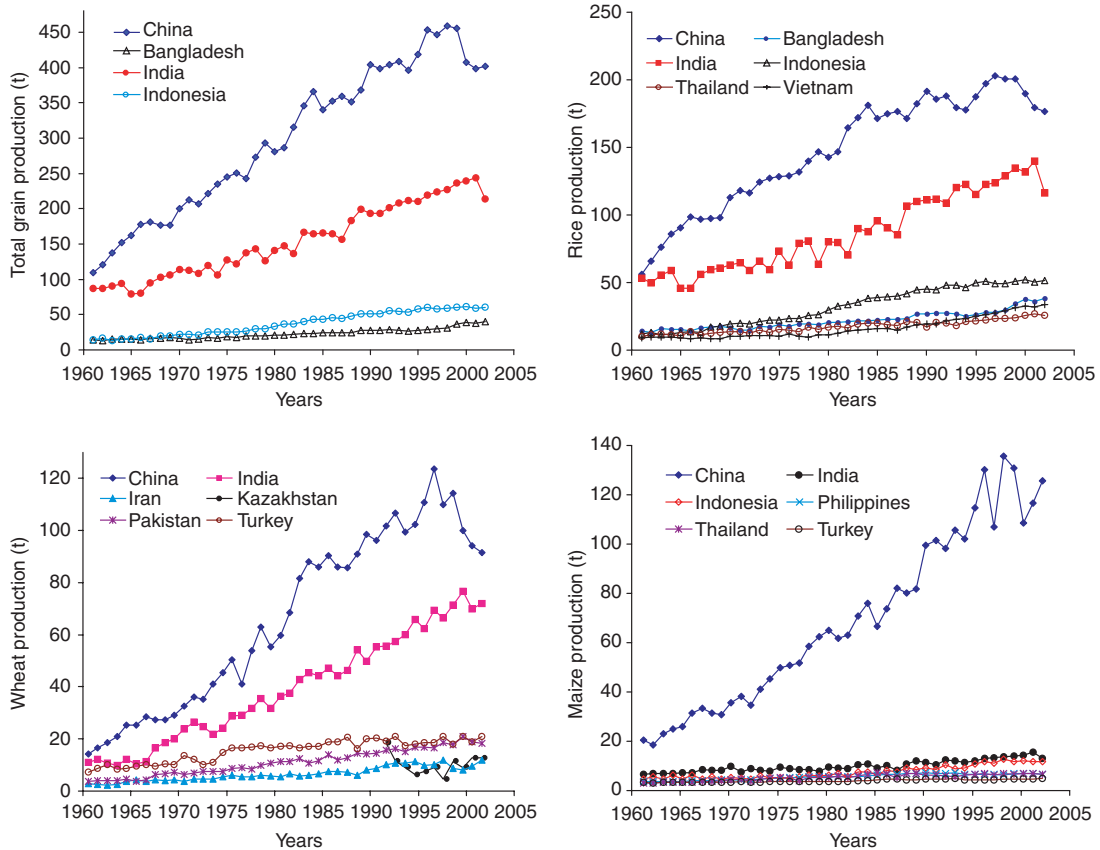 Total grain production (t)
450
400
350
300
250
200
150
100
50
0
China
Bangladesh
India
Indonesia
1960 1965 1970 1975 1980 1985 1990 1995 2000 2005
Years
Rice production (t)
250
200
150
100
50
0
China Bangladesh
India Indonesia
Thailand Vietnam
1960 1965 1970 1975 1980 1985 1990 1995 2000 2005
Years
Wheat production (t)
120
100
80
60
40
20
0
China India
Iran Kazakhstan
Pakistan Turkey
1960 1965 1970 1975 1980 1985 1990 1995 2000 2005
Years
Maize production (t)
140
120
100
80
60
40
20
0
China India
Indonesia Philippines
Thailand Turkey
1960 1965 1970 1975 1980 1985 1990 1995 2000 2005
Years